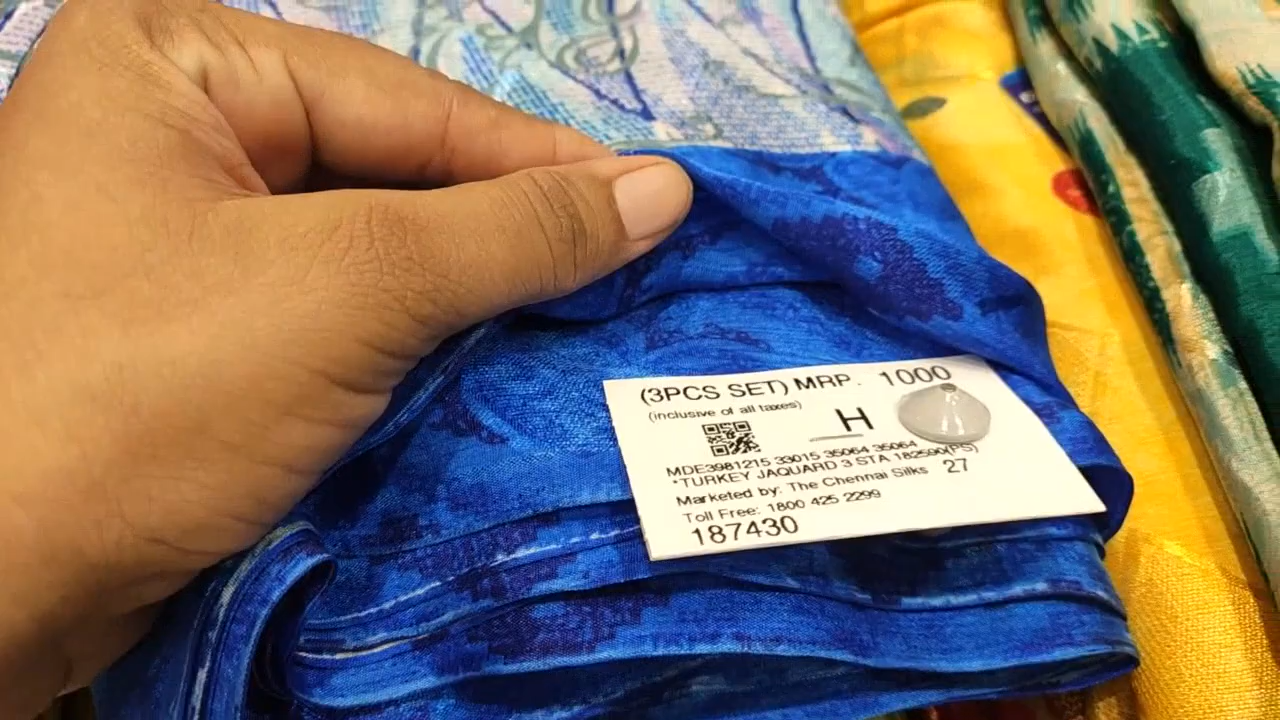 (3PCS SET) MRP. 1000
(inclusive of all taxes)
H
MDE3981215 33015 35064 35064
*TURKEY JAQUARD 3 STA 182590(PS)
Marketed by: The Chennai Silks 27
Toll Free: 1800 425 2299
187430